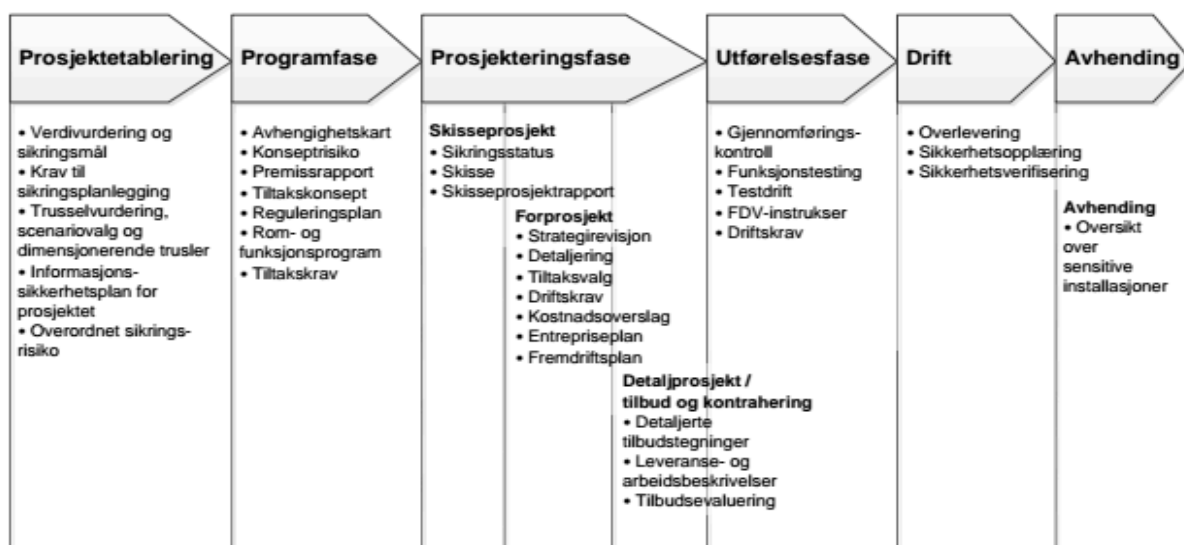 Prosjektetablering
Programfase
Prosjekteringsfase
Utførelsesfase
Drift
Avhending
• Verdivurdering og
sikringsmål
• Krav til
sikringsplanlegging
• Trusselvurdering,
scenariovalg og
dimensjonerende trusler
• Informasjons-
sikkerhetsplan for
prosjektet
• Overordnet sikrings-
risiko
• Avhengighetskart
• Konseptrisiko
• Premissrapport
• Tiltakskonsept
• Reguleringsplan
• Rom- og
funksjonsprogram
• Tiltakskrav
Skisseprosjekt
• Sikringsstatus
• Skisse
• Skisseprosjektrapport
Forprosjekt
• Strategirevisjon
• Detaljering
• Tiltaksvalg
• Driftskrav
• Kostnadsoverslag
• Entrepriseplan
• Fremdriftsplan
Detaljprosjekt /
tilbud og kontrahering
• Detaljerte
tilbudstegninger
• Leveranse- og
arbeidsbeskrivelser
• Tilbudsevaluering
• Gjennomførings-
kontroll
• Funksjonstesting
• Testdrift
• FDV-instrukser
• Driftskrav
• Overlevering
• Sikkerhetsopplæring
• Sikkerhetsverifisering
Avhending
• Oversikt
over
sensitive
installasjoner